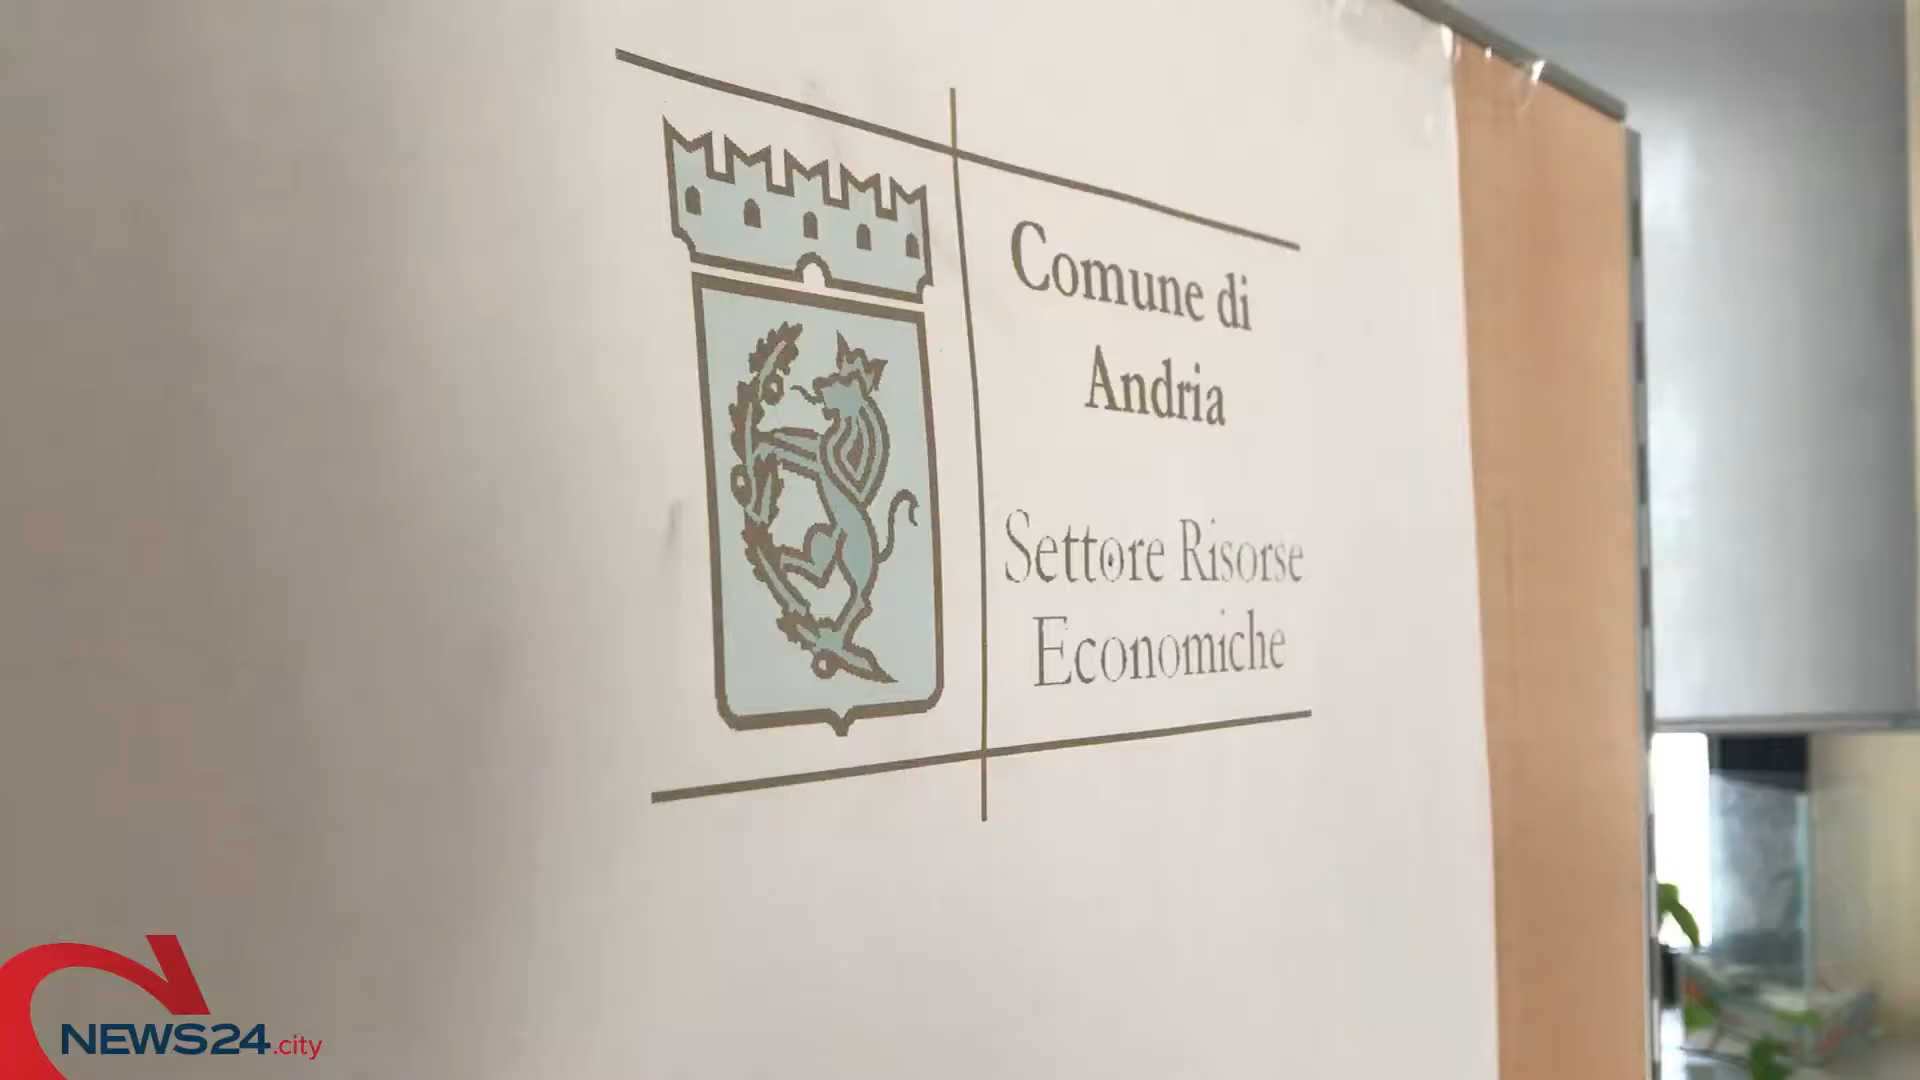 Comune di
Andria
Settore Risorse
Economiche
NEWS24.city